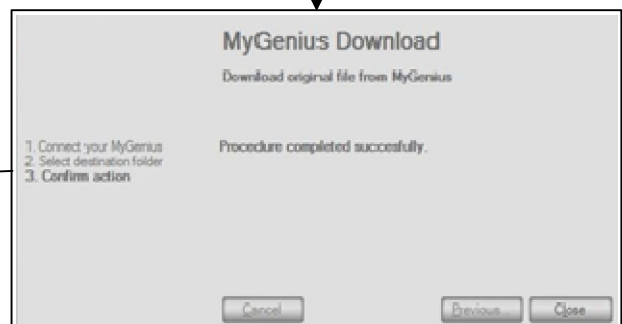 MyGenius Download
Download original file from MyGenius
1. Connect your MyGenius
2. Select destination folder
3. Confirm action
Procedure completed succesfully.
Cancel
Previous...
Close